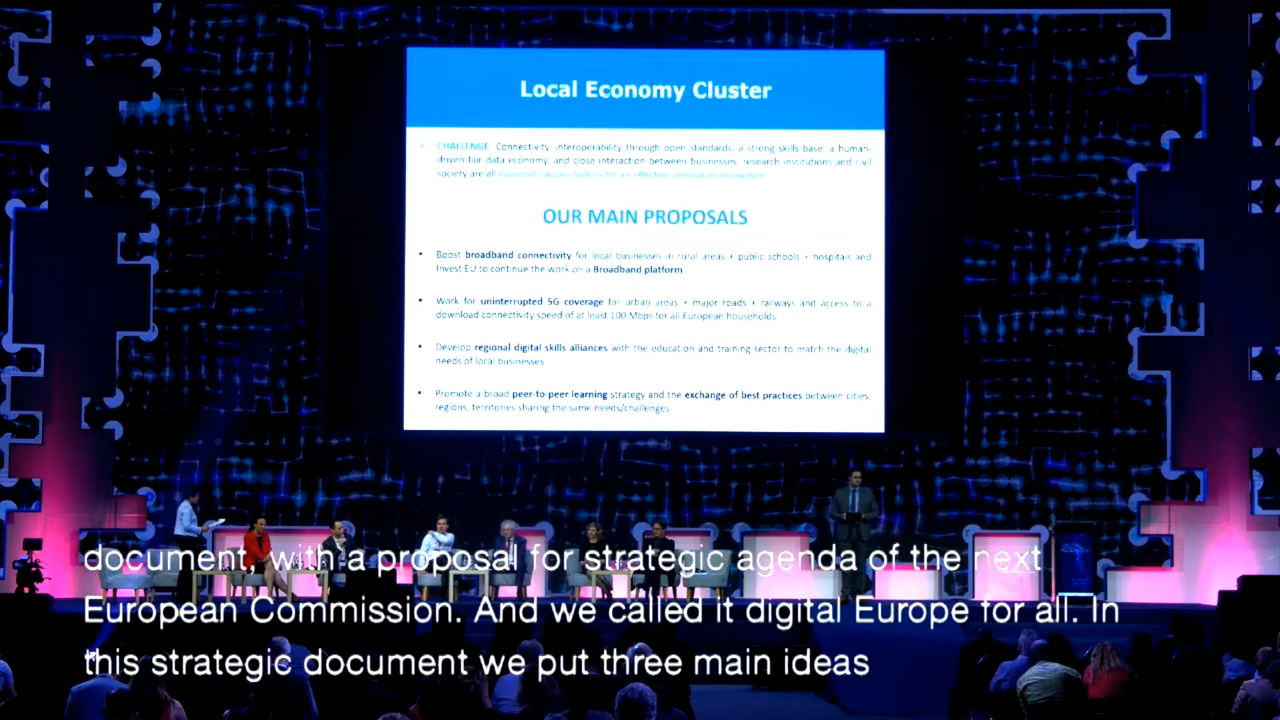 Local Economy Cluster
CHALLENGE: Connectivity, interoperability through open standards, a strong skills base, a human-
driven fair data economy, and close interaction between businesses, research institutions and civil
society are all essential success factors for an effective
OUR MAIN PROPOSALS
• Boost broadband connectivity for local businesses in rural areas + public schools + hospitals and
Invest EU to continue the work on a Broadband platform
• Work for uninterrupted 5G coverage for urban areas + major roads + railways and access to a
download connectivity speed of at least 100 Mbps for all European households
• Develop regional digital skills alliances with the education and training sector to match the digital
needs of local businesses
• Promote a broad peer-to-peer learning strategy and the exchange of best practices between cities,
regions, territories sharing the same needs/challenges
document, with a proposal for strategic agenda of the next
European Commission. And we called it digital Europe for all. In
this strategic document we put three main ideas